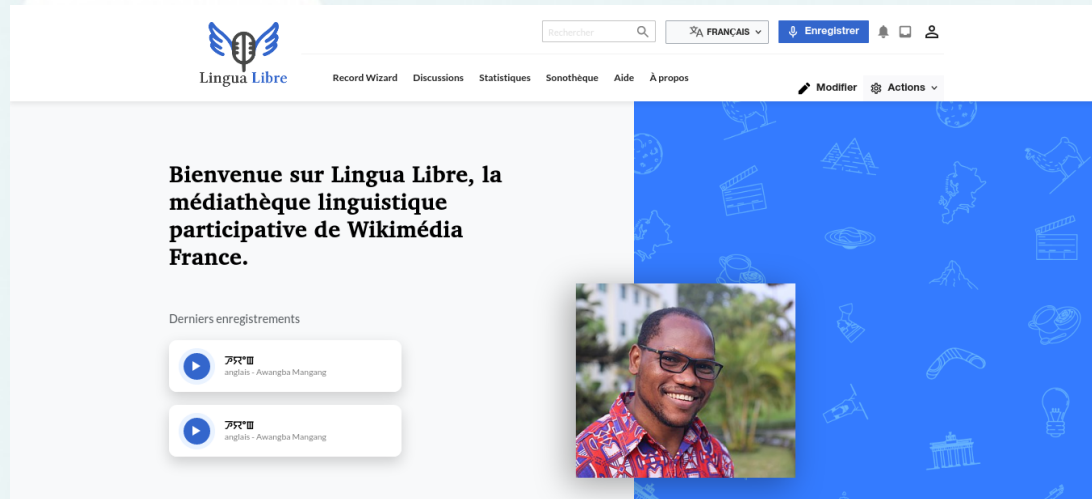 Rechercher
FRANÇAIS
Enregistrer
Lingua Libre
Record Wizard Discussions Statistiques Sonothèque Aide À propos
Modifier Actions
Bienvenue sur Lingua Libre, la
médiathèque linguistique
participative de Wikimédia
France.
Derniers enregistrements
anglais - Awangba Mangang
anglais - Awangba Mangang